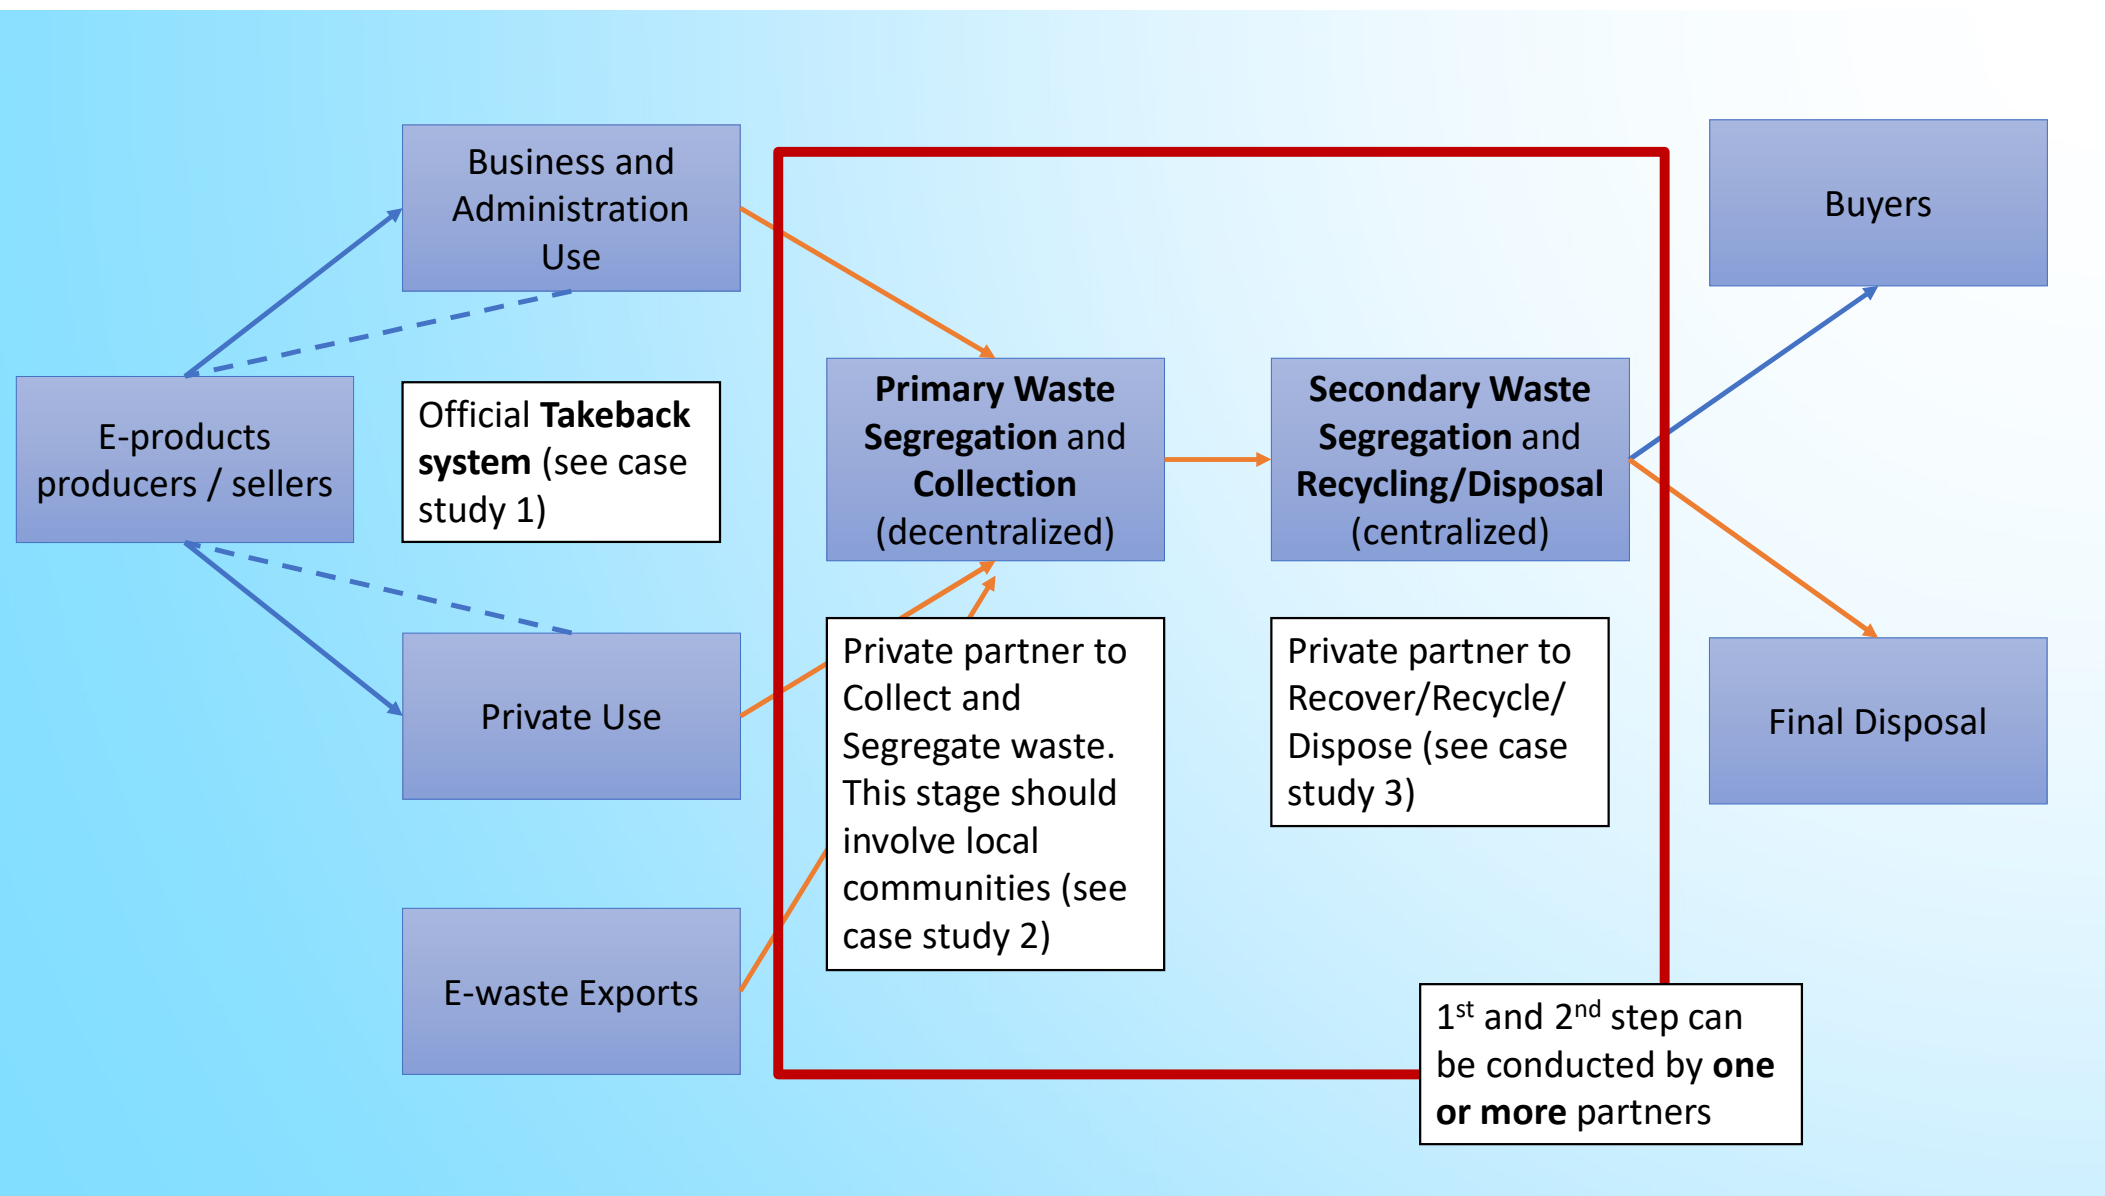 Business and
Administration
Use
Buyers
E-products
producers / sellers
Official Takeback
system (see case
study 1)
Primary Waste
Segregation and
Collection
(decentralized)
Secondary Waste
Segregation and
Recycling/Disposal
(centralized)
Private Use
Private partner to
Collect and
Segregate waste.
This stage should
involve local
communities (see
case study 2)
Private partner to
Recover/Recycle/
Dispose (see case
study 3)
Final Disposal
E-waste Exports
1st and 2nd step can
be conducted by one
or more partners